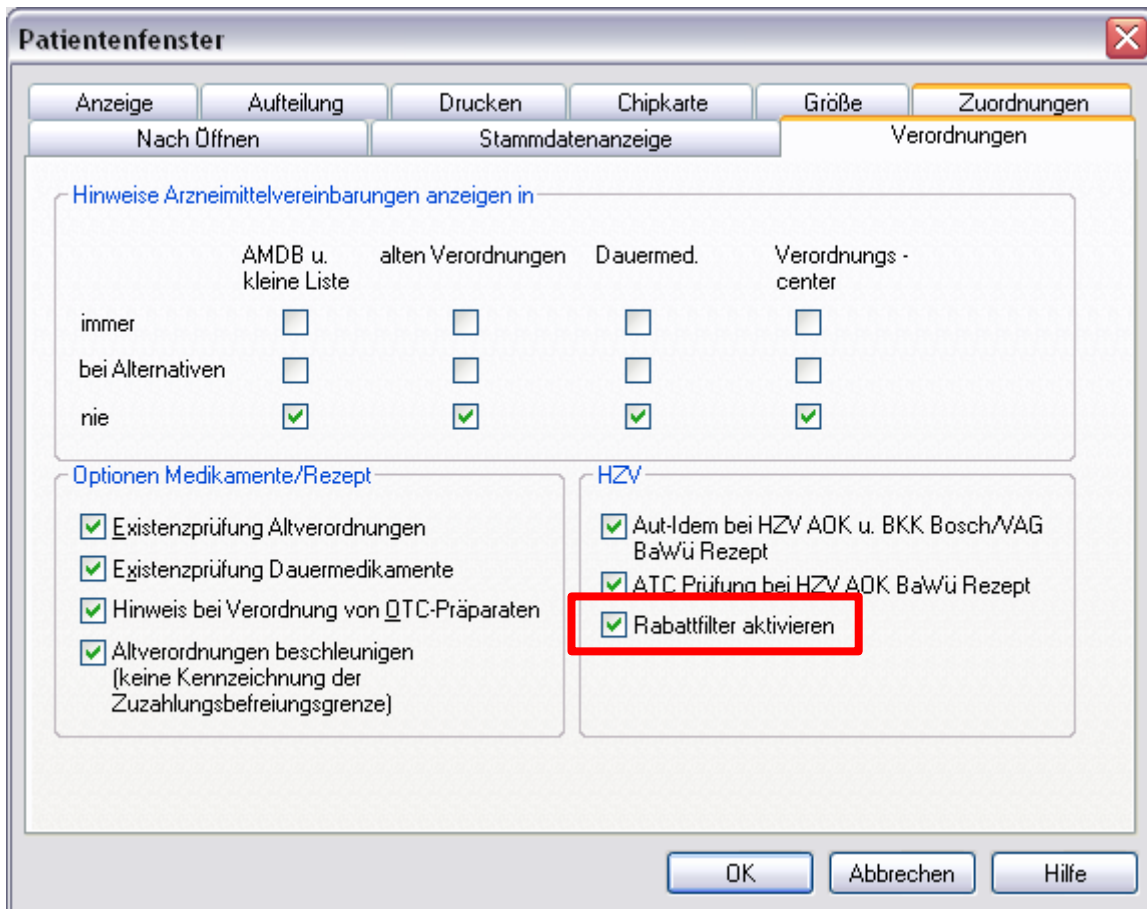 Patientenfenster
Anzeige Aufteilung Drucken Chipkarte Größe Zuordnungen
Nach Öffnen Stammdatenanzeige Verordnungen
Hinweise Arzneimittelvereinbarungen anzeigen in
AMDB u. alten Verordnungen Dauermed. Verordnungs -
kleine Liste center
immer
bei Alternativen
nie
Optionen Medikamente/Rezept
Existenzprüfung Altverordnungen
Existenzprüfung Dauermedikamente
Hinweis bei Verordnung von OTC-Präparaten
Altverordnungen beschleunigen
(keine Kennzeichnung der
Zuzahlungsbefreiungsgrenze)
HZV
Aut-Idem bei HZV AOK u. BKK Bosch/VAG
BaWü Rezept
ATC Prüfung bei HZV AOK BaWü Rezept
Rabattfilter aktivieren
OK Abbrechen Hilfe